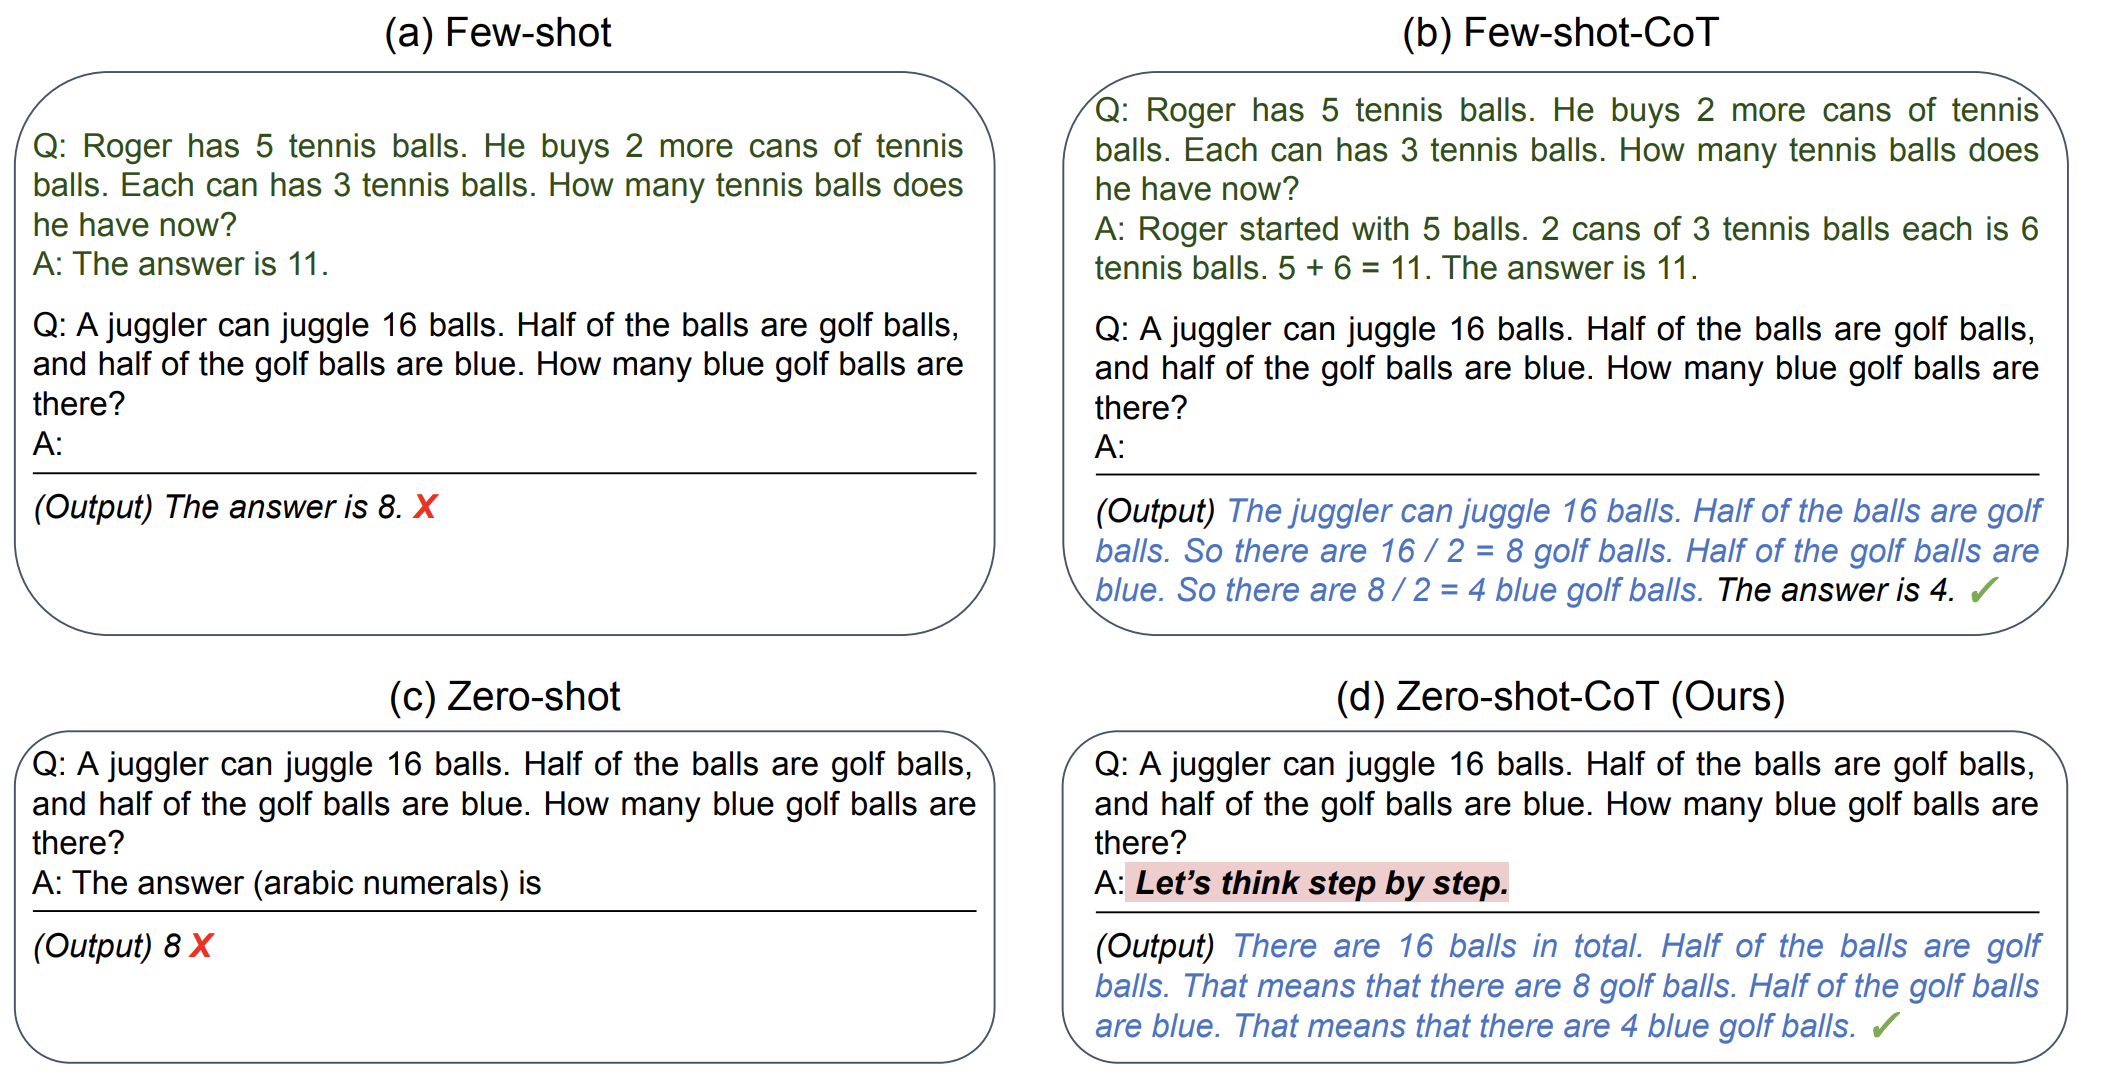 (a) Few-shot
Q: Roger has 5 tennis balls. He buys 2 more cans of tennis
balls. Each can has 3 tennis balls. How many tennis balls does
he have now?
A: The answer is 11.
Q: A juggler can juggle 16 balls. Half of the balls are golf balls,
and half of the golf balls are blue. How many blue golf balls are
there?
A:
(Output) The answer is 8. X
(b) Few-shot-CoT
Q: Roger has 5 tennis balls. He buys 2 more cans of tennis
balls. Each can has 3 tennis balls. How many tennis balls does
he have now?
A: Roger started with 5 balls. 2 cans of 3 tennis balls each is 6
tennis balls. 5 + 6 = 11. The answer is 11.
Q: A juggler can juggle 16 balls. Half of the balls are golf balls,
and half of the golf balls are blue. How many blue golf balls are
there?
A:
(Output) The juggler can juggle 16 balls. Half of the balls are golf
balls. So there are 16 / 2 = 8 golf balls. Half of the golf balls are
blue. So there are 8 / 2 = 4 blue golf balls. The answer is 4. ✓
(c) Zero-shot
Q: A juggler can juggle 16 balls. Half of the balls are golf balls,
and half of the golf balls are blue. How many blue golf balls are
there?
A: The answer (arabic numerals) is
(Output) 8 X
(d) Zero-shot-CoT (Ours)
Q: A juggler can juggle 16 balls. Half of the balls are golf balls,
and half of the golf balls are blue. How many blue golf balls are
there?
A: Let’s think step by step.
(Output) There are 16 balls in total. Half of the balls are golf
balls. That means that there are 8 golf balls. Half of the golf balls
are blue. That means that there are 4 blue golf balls. ✓